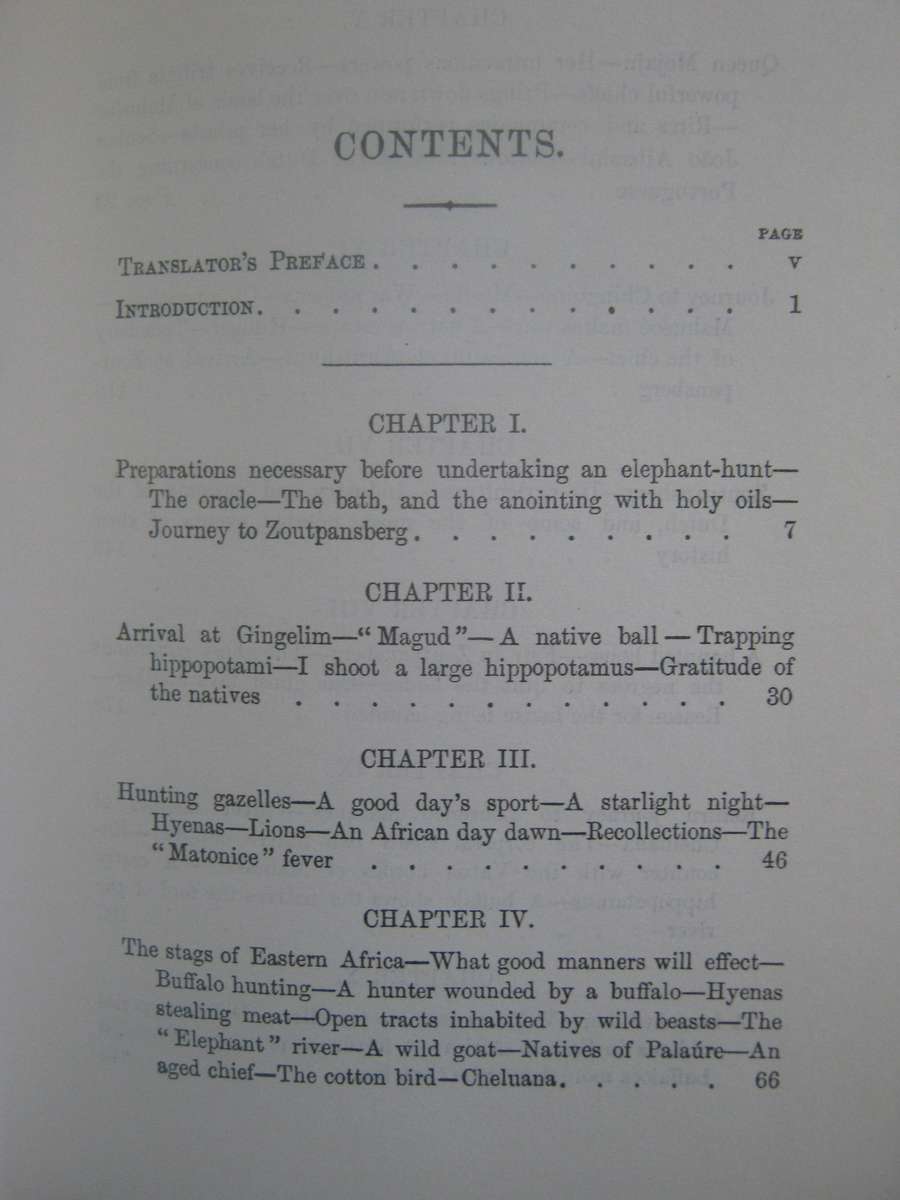 CONTENTS.
PAGE
TRANSLATOR'S PREFACE . . . . . . . . . . V
INTRODUCTION. . . . . . . . . . . . . 1
CHAPTER I.
Preparations necessary before undertaking an elephant-hunt—
The oracle—The bath, and the anointing with holy oils—
Journey to Zoutpansberg . . . . . . . . . 7
CHAPTER II.
Arrival at Gingelim—“Magud”—A native ball—Trapping
hippopotami—I shoot a large hippopotamus—Gratitude of
the natives . . . . . . . . . . . . 30
CHAPTER III.
Hunting gazelles—A good day's sport—A starlight night—
Hyenas—Lions—An African day dawn—Recollections—The
“Matonice” fever . . . . . . . . . . 46
CHAPTER IV.
The stags of Eastern Africa—What good manners will effect—
Buffalo hunting—A hunter wounded by a buffalo—Hyenas
stealing meat—Open tracts inhabited by wild beasts—The
“Elephant” river—A wild goat—Natives of Palaúre—An
aged chief—The cotton bird—Cheluana . . . . . 66